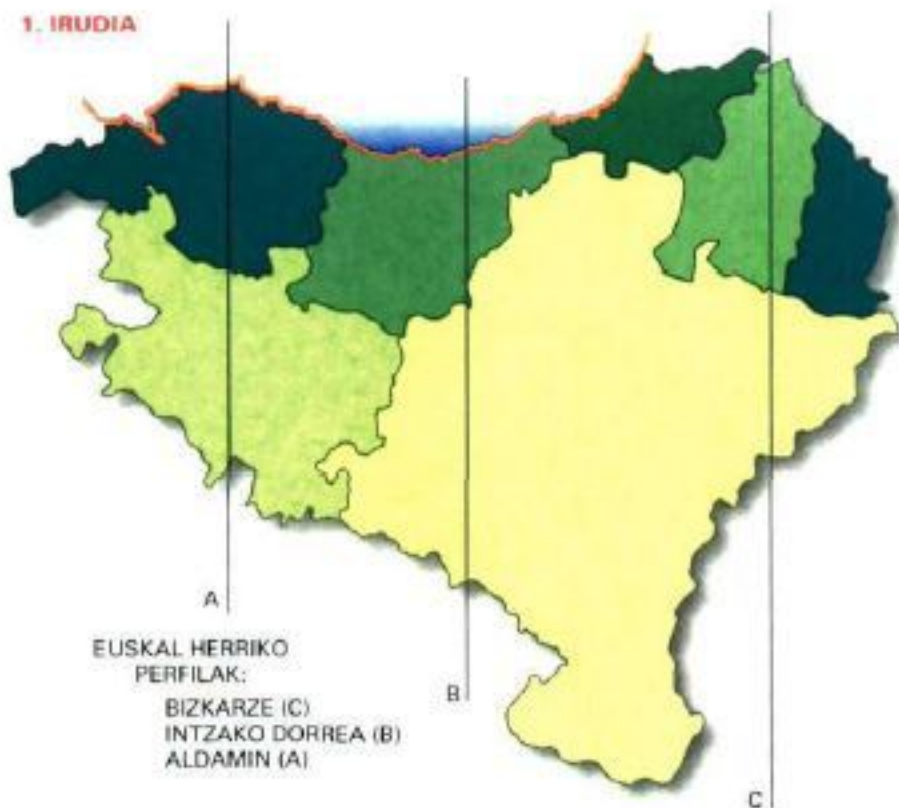 1. IRUDIA
A
EUSKAL HERRIKO
PERFILAK:
BIZKARZE (C)
INTZAKO DORREA (B)
ALDAMIN (A)
B
C